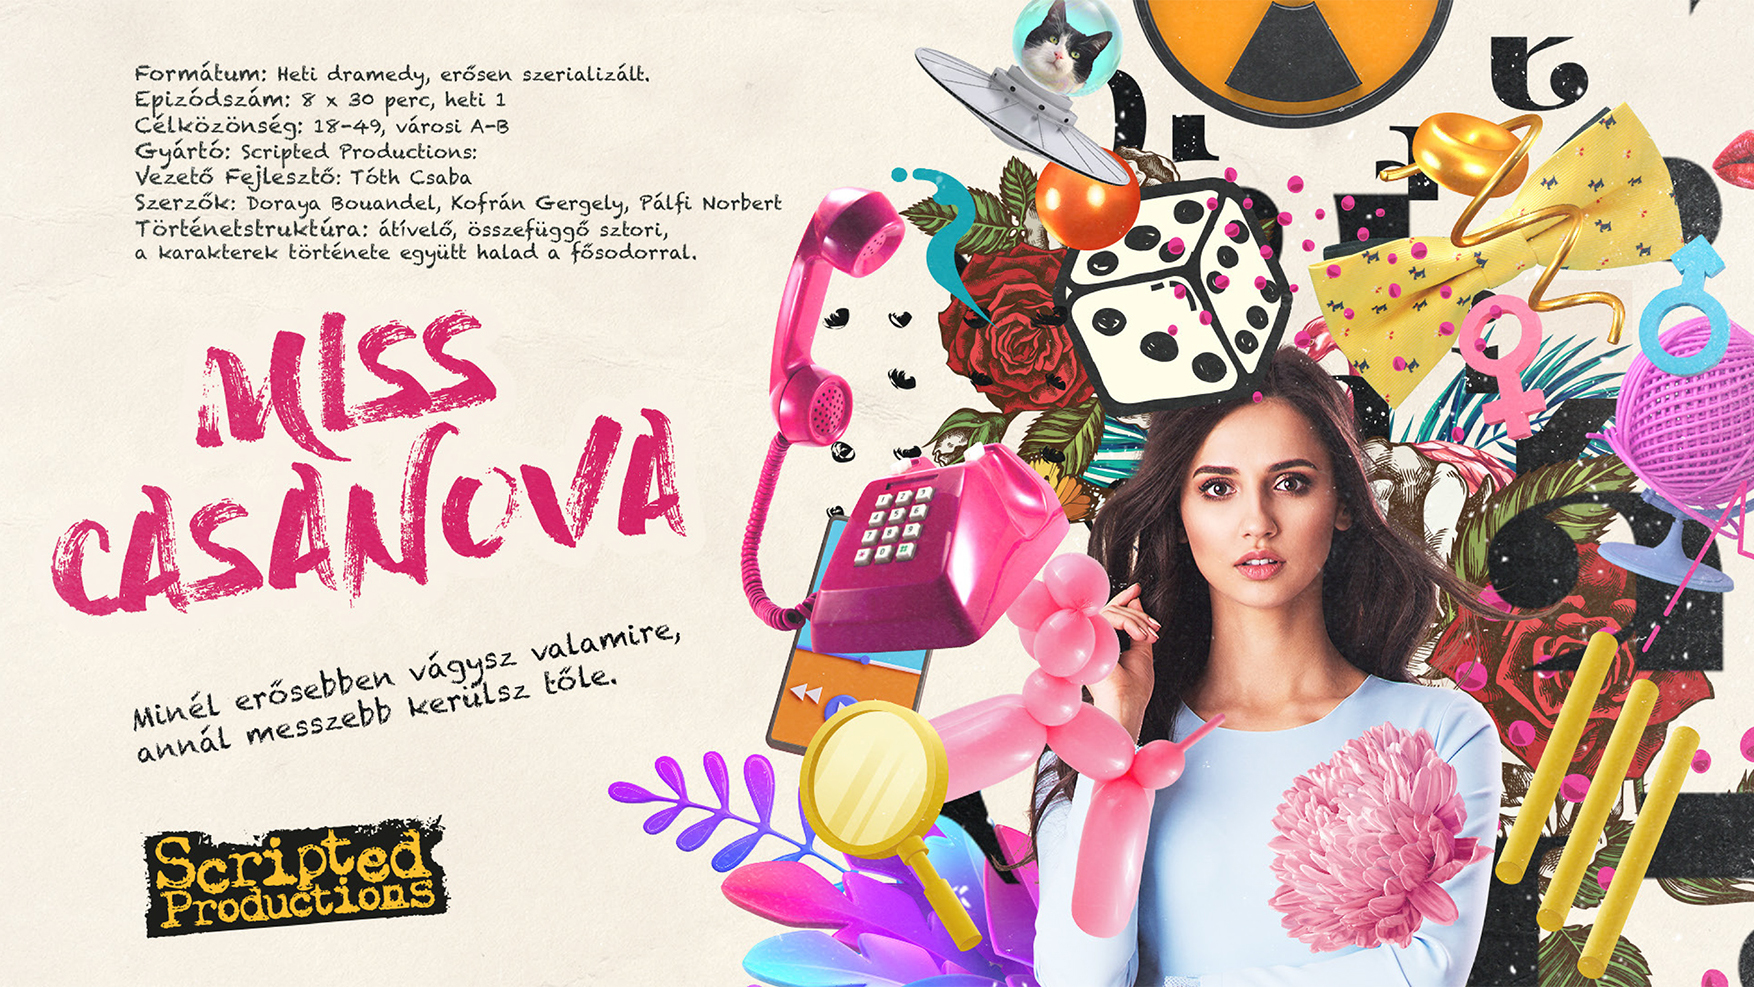 Formátum: Heti dramedy, erősen szerializált.
Epizódszám: 8 x 30 perc, heti 1
Célközönség: 18-49, városi A-B
Gyártó: Scripted Productions:
Vezető Fejlesztő: Tóth Csaba
Szerzők: Doraya Bouandel, Kofrán Gergely, Pálfi Norbert
Történetstruktúra: átívelő, összefüggő sztori,
a karakterek története együtt halad a fősodorral.
MISS
CASANOVA
Minél erősebben vágysz valamire,
annál messzebb kerülsz tőle.
Scripted
Productions